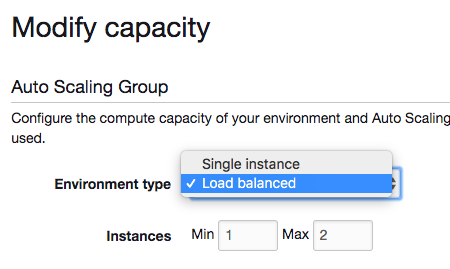 Modify capacity
Auto Scaling Group
Configure the compute capacity of your environment and Auto Scaling
used.
Single instance
Environment type ✓ Load balanced
Instances Min 1 Max 2